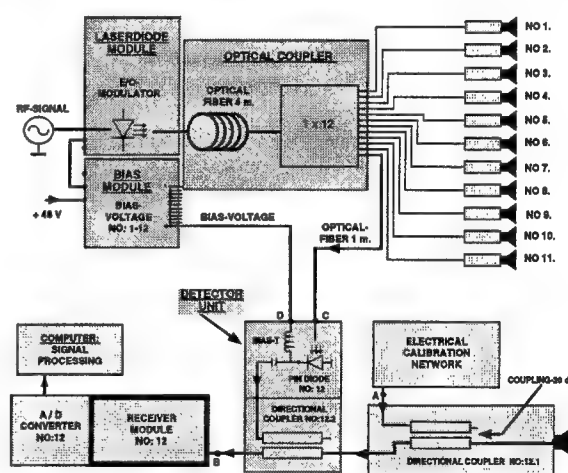 LASERDIODE
MODULE
E/O-
MODULATOR
RF-SIGNAL
OPTICAL COUPLER
OPTICAL
FIBER 4 m.
1 x 12
NO 1.
NO 2.
NO 3.
NO 4.
NO 5.
NO 6.
NO 7.
NO 8.
NO 9.
NO 10.
NO 11.
BIAS
MODULE
BIAS-
VOLTAGE
NO: 1-12
+ 48 V
BIAS-VOLTAGE
OPTICAL-
FIBER 1 m.
DETECTOR
UNIT
D
C
BIAS-T
PIN DIODE
NO: 12
DIRECTIONAL
COUPLER NO:12.2
COMPUTER:
SIGNAL
PROCESSING
A / D
CONVERTER
NO:12
RECEIVER
MODULE
NO: 12
B
ELECTRICAL
CALIBRATION
NETWORK
A
COUPLING-30 d
DIRECTIONAL COUPLER NO:12.1